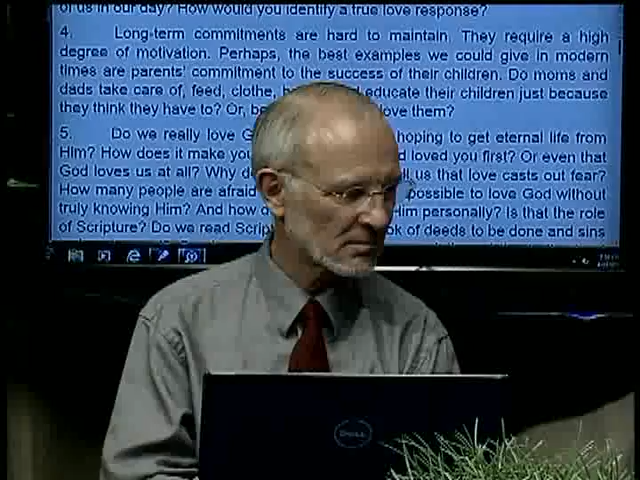 of us in our day? How would you identify a true love response?
4. Long-term commitments are hard to maintain. They require a high
degree of motivation. Perhaps, the best examples we could give in modern
times are parents' commitment to the success of their children. Do moms and
dads take care of, feed, clothe, educate their children just because
they think they have to? Or, love them?
5. Do we really love hoping to get eternal life from
Him? How does it make you loved you first? Or even that
God loves us at all? Why us that love casts out fear?
How many people are afraid possible to love God without
truly knowing Him? And how Him personally? Is that the role
of Scripture? Do we read of deeds to be done and sins
DELL